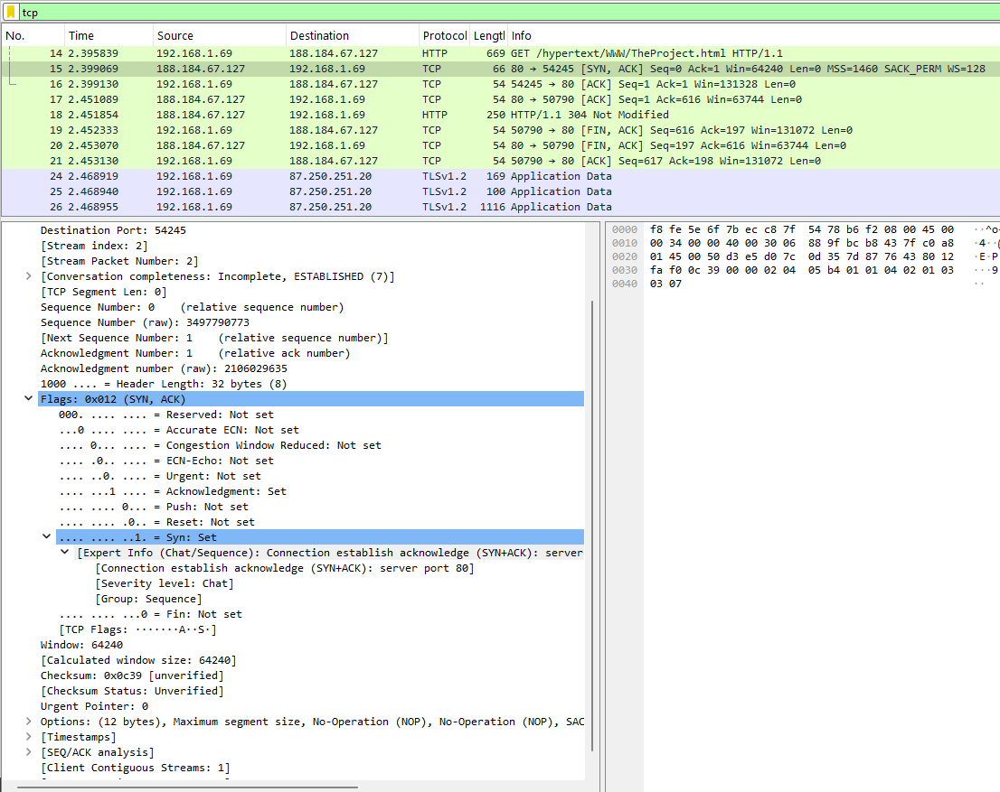 tcp
No. Time Source Destination Protocol Lengtl Info
14 2.395839 192.168.1.69 188.184.67.127 HTTP 669 GET /hypertext/WWW/TheProject.html HTTP/1.1
15 2.399069 188.184.67.127 192.168.1.69 TCP 66 80 → 54245 [SYN, ACK] Seq=0 Ack=1 Win=64240 Len=0 MSS=1460 SACK_PERM WS=128
16 2.399130 192.168.1.69 188.184.67.127 TCP 54 54245 → 80 [ACK] Seq=1 Ack=1 Win=131328 Len=0
17 2.451089 188.184.67.127 192.168.1.69 TCP 54 80 → 50790 [ACK] Seq=1 Ack=616 Win=63744 Len=0
18 2.451854 188.184.67.127 192.168.1.69 HTTP 250 HTTP/1.1 304 Not Modified
19 2.452333 192.168.1.69 188.184.67.127 TCP 54 50790 → 80 [FIN, ACK] Seq=616 Ack=197 Win=131072 Len=0
20 2.453070 188.184.67.127 192.168.1.69 TCP 54 80 → 50790 [FIN, ACK] Seq=197 Ack=616 Win=63744 Len=0
21 2.453130 192.168.1.69 188.184.67.127 TCP 54 50790 → 80 [ACK] Seq=617 Ack=198 Win=131072 Len=0
24 2.468919 192.168.1.69 87.250.251.20 TLSv1.2 169 Application Data
25 2.468940 192.168.1.69 87.250.251.20 TLSv1.2 100 Application Data
26 2.468955 192.168.1.69 87.250.251.20 TLSv1.2 1116 Application Data
Destination Port: 54245
[Stream index: 2]
[Stream Packet Number: 2]
[Conversation completeness: Incomplete, ESTABLISHED (7)]
[TCP Segment Len: 0]
Sequence Number: 0 (relative sequence number)
Sequence Number (raw): 3497790773
[Next Sequence Number: 1 (relative sequence number)]
Acknowledgment Number: 1 (relative ack number)
Acknowledgment number (raw): 2106029635
1000 .... = Header Length: 32 bytes (8)
Flags: 0x012 (SYN, ACK)
000. .... .... = Reserved: Not set
...0 .... .... = Accurate ECN: Not set
.... 0... .... = Congestion Window Reduced: Not set
.... .0.. .... = ECN-Echo: Not set
.... ..0. .... = Urgent: Not set
.... ...1 .... = Acknowledgment: Set
.... .... 0... = Push: Not set
.... .... .0.. = Reset: Not set
.... .... ..1. = Syn: Set
[Expert Info (Chat/Sequence): Connection establish acknowledge (SYN+ACK): server
[Connection establish acknowledge (SYN+ACK): server port 80]
[Severity level: Chat]
[Group: Sequence]
.... .... ...0 = Fin: Not set
[TCP Flags: ·······A··S·]
Window: 64240
[Calculated window size: 64240]
Checksum: 0x0c39 [unverified]
[Checksum Status: Unverified]
Urgent Pointer: 0
Options: (12 bytes), Maximum segment size, No-Operation (NOP), No-Operation (NOP), SAC
[Timestamps]
[SEQ/ACK analysis]
[Client Contiguous Streams: 1]
0000 f8 fe 5e 6f 7b ec c8 7f 54 78 b6 f2 08 00 45 00 ··^o
0010 00 34 00 00 40 00 30 06 88 9f bc b8 43 7f c0 a8 ·4··@
0020 01 45 00 50 d3 e5 d0 7c 0d 35 7d 87 76 43 80 12 ·E·P
0030 fa f0 0c 39 00 00 02 04 05 b4 01 01 04 02 01 03 ···9
0040 03 07 ··